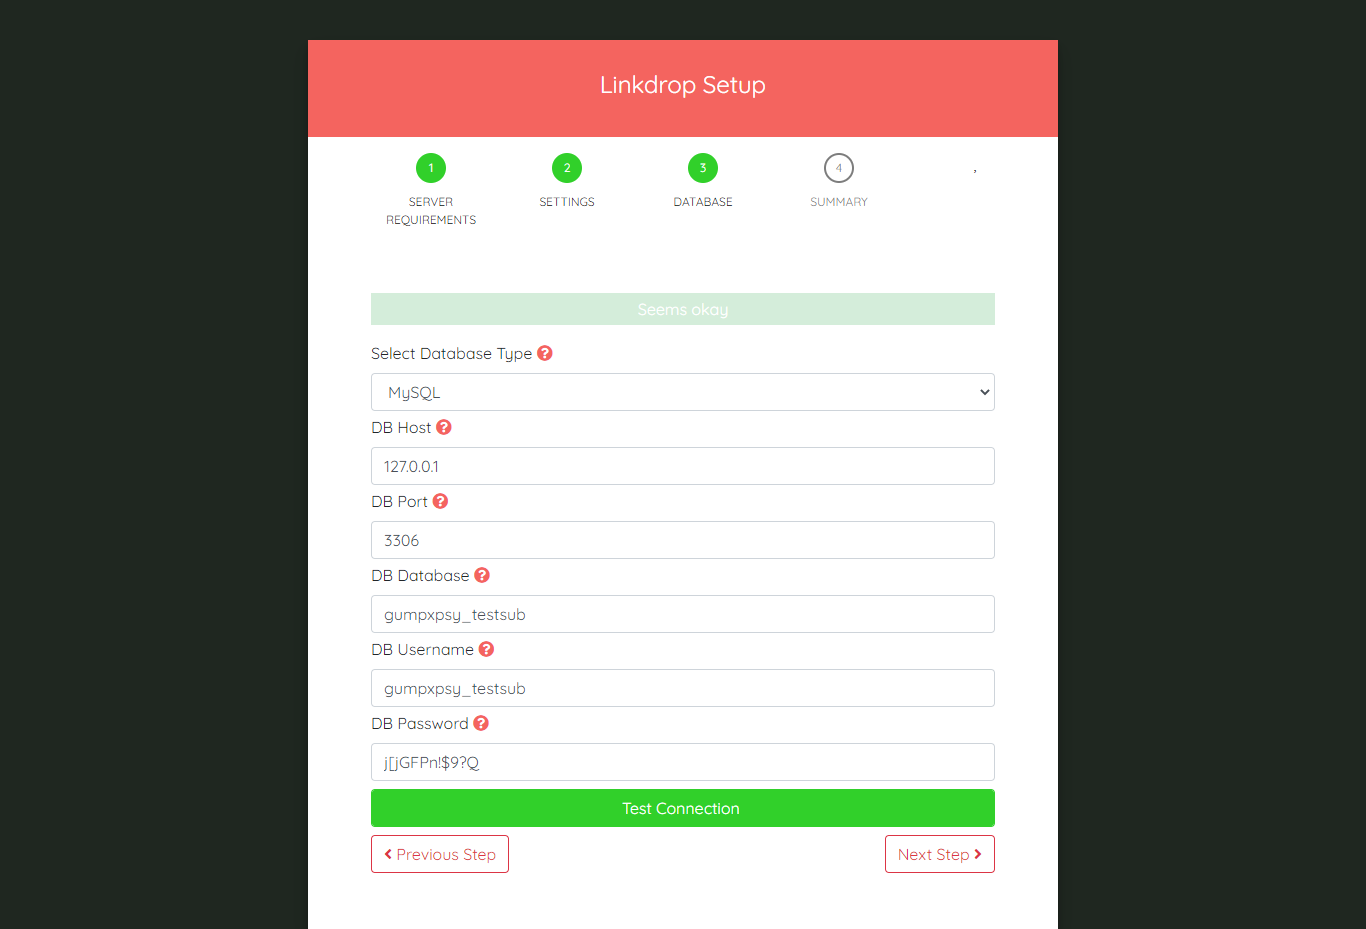 Linkdrop Setup
1
SERVER
REQUIREMENTS
2
SETTINGS
3
DATABASE
4
SUMMARY
,
Seems okay
Select Database Type ?
MySQL
DB Host ?
127.0.0.1
DB Port ?
3306
DB Database ?
gumpxpsy_testsub
DB Username ?
gumpxpsy_testsub
DB Password ?
j[jGFPn!$9?Q
Test Connection
Previous Step
Next Step